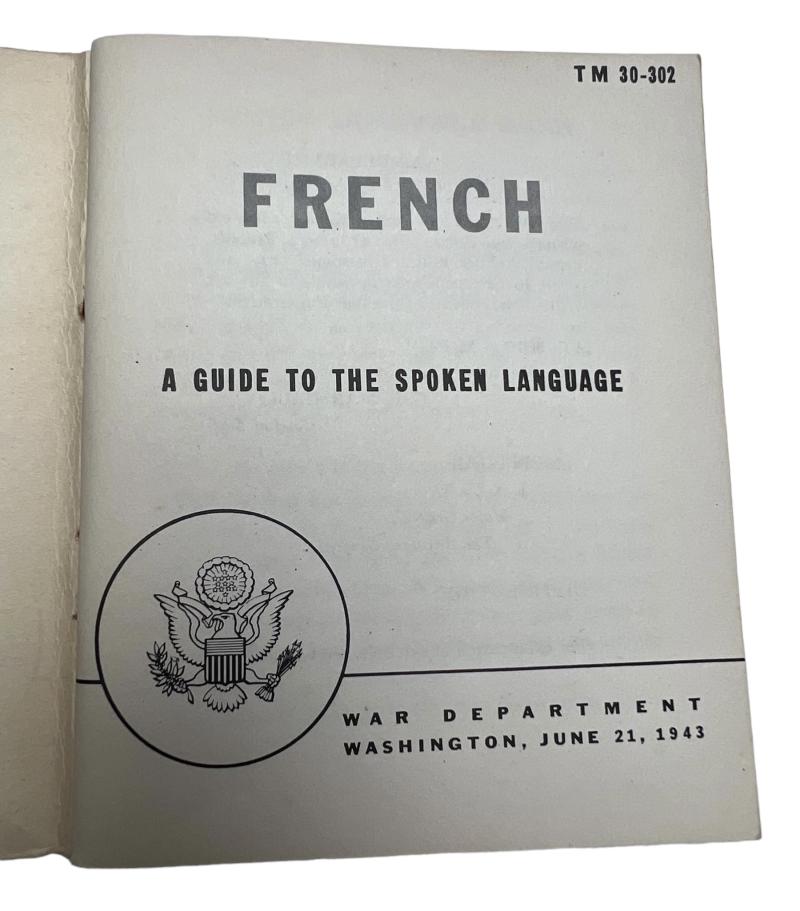 TM 30-302
FRENCH
A GUIDE TO THE SPOKEN LANGUAGE
WAR DEPARTMENT
WASHINGTON, JUNE 21, 1943